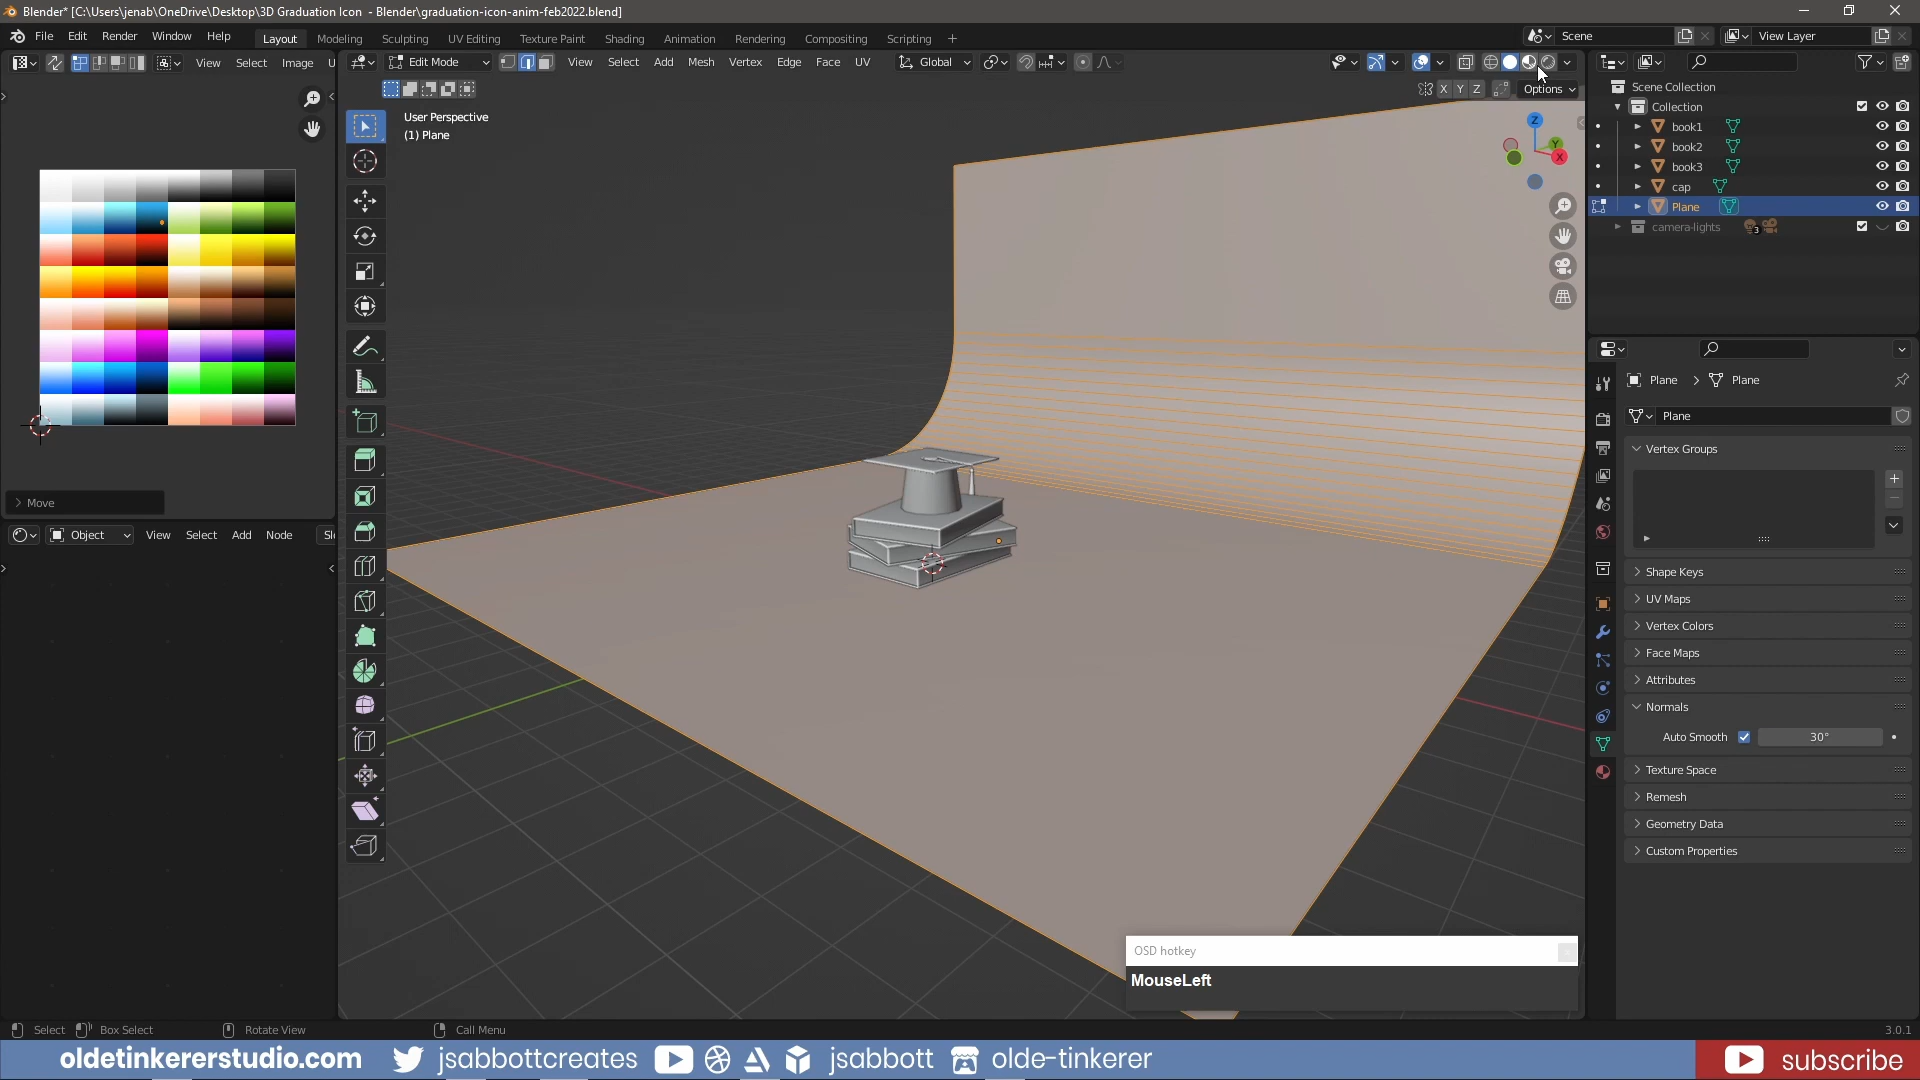 Blender* [C:\Users\jenab\OneDrive\Desktop\3D Graduation Icon  - Blender\graduation-icon-anim-feb2022.blend]
File Edit Render Window Help Layout Modeling Sculpting UV Editing Texture Paint Shading Animation Rendering Compositing Scripting + Scene View Layer
View Select Image U Edit Mode View Select Add Mesh Vertex Edge Face UV Global
X Y Z Options
User Perspective
(1) Plane
Z
Y
X
Scene Collection
Collection
book1
book2
book3
cap
Plane
camera-lights 3
Plane > Plane
Plane
Vertex Groups
Shape Keys
UV Maps
Vertex Colors
Face Maps
Attributes
Normals
Auto Smooth 30°
Texture Space
Remesh
Geometry Data
Custom Properties
Move
Object View Select Add Node Sl
OSD hotkey
MouseLeft
Select Box Select Rotate View Call Menu 3.0.1
oldetinkererstudio.com jsabbottcreates jsabbott olde-tinkerer subscribe